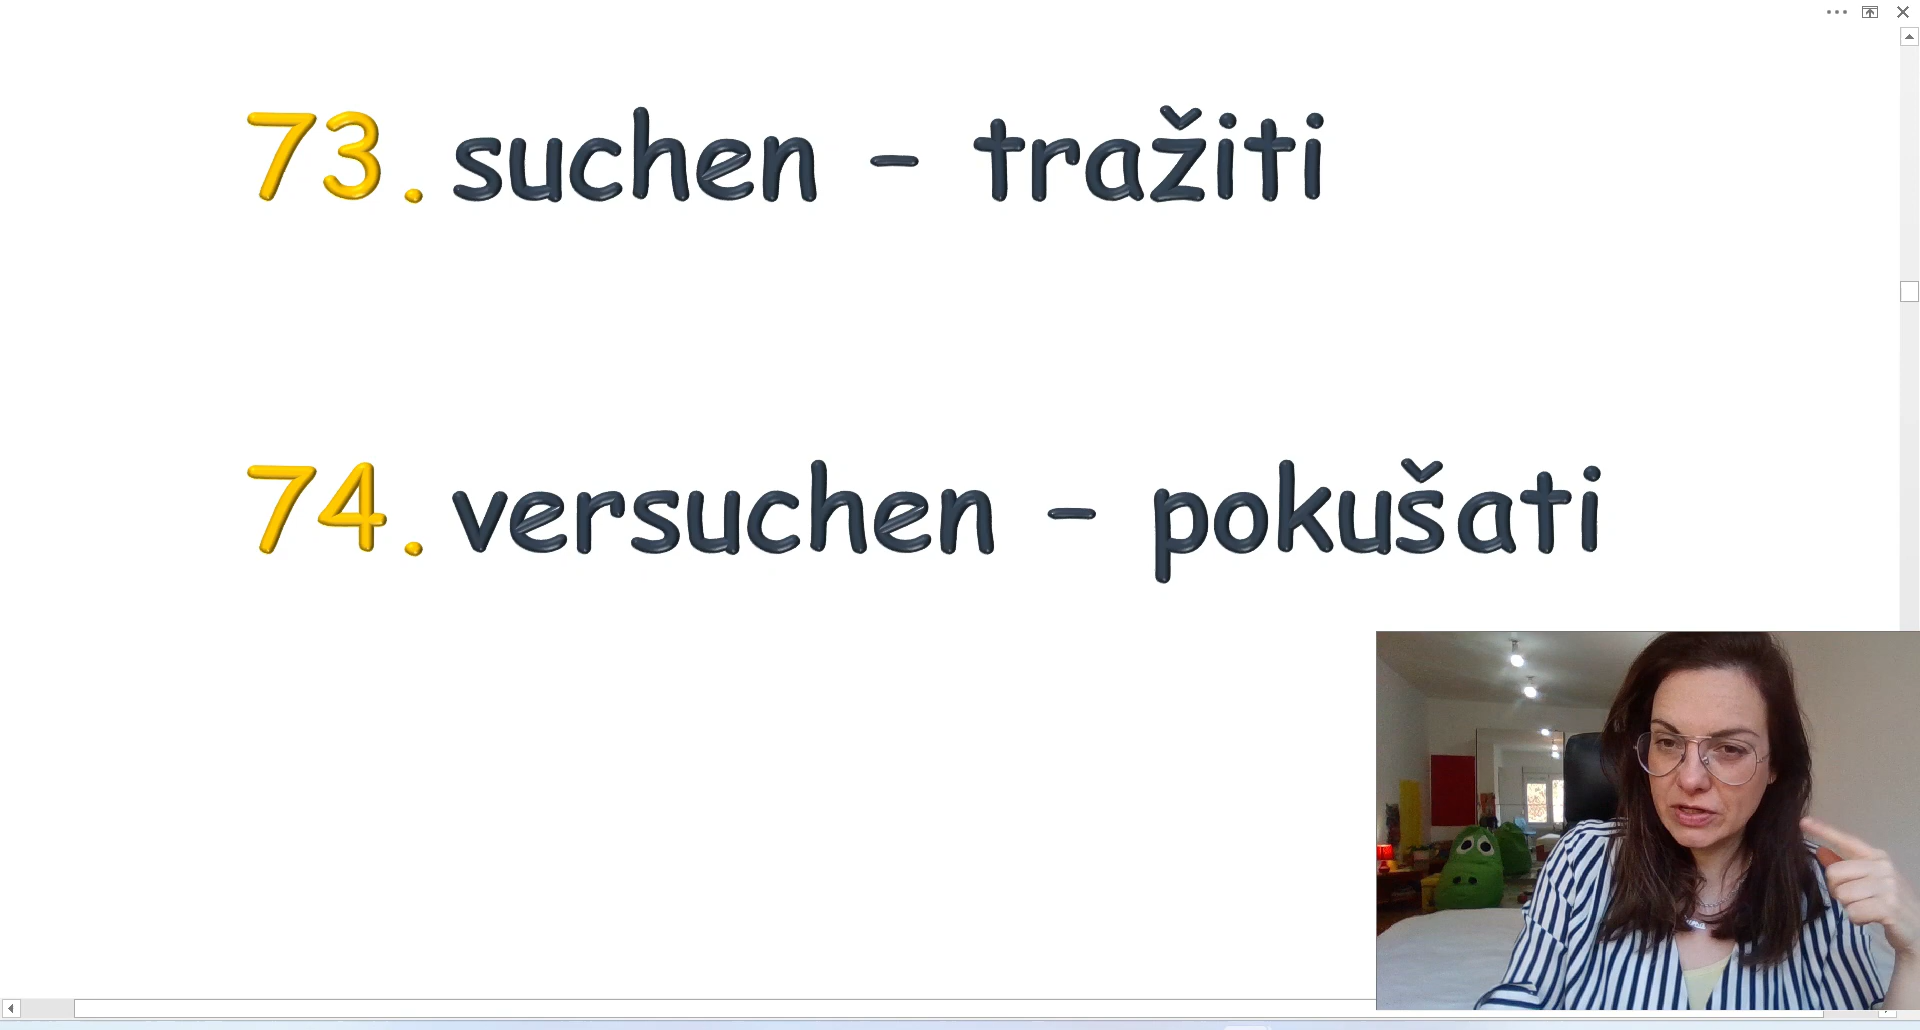 73. suchen - tražiti
74. versuchen - pokušati